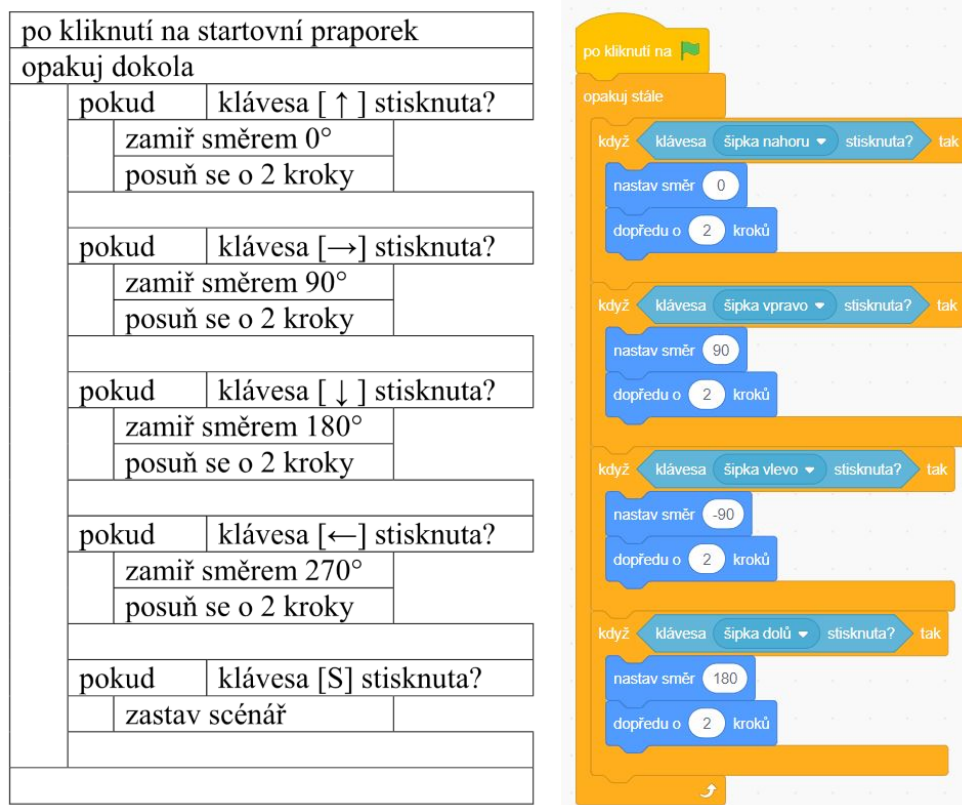 po kliknutí na startovní praporek
opakuj dokola
pokud klávesa [ ↑ ] stisknuta?
zamiř směrem 0°
posuň se o 2 kroky
pokud klávesa [→] stisknuta?
zamiř směrem 90°
posuň se o 2 kroky
pokud klávesa [ ↓ ] stisknuta?
zamiř směrem 180°
posuň se o 2 kroky
pokud klávesa [←] stisknuta?
zamiř směrem 270°
posuň se o 2 kroky
pokud klávesa [S] stisknuta?
zastav scénář
po kliknutí na
opakuj stále
když klávesa šipka nahoru stisknuta? tak
nastav směr 0
dopředu o 2 kroků
když klávesa šipka vpravo stisknuta? tak
nastav směr 90
dopředu o 2 kroků
když klávesa šipka vlevo stisknuta? tak
nastav směr -90
dopředu o 2 kroků
když klávesa šipka dolů stisknuta? tak
nastav směr 180
dopředu o 2 kroků